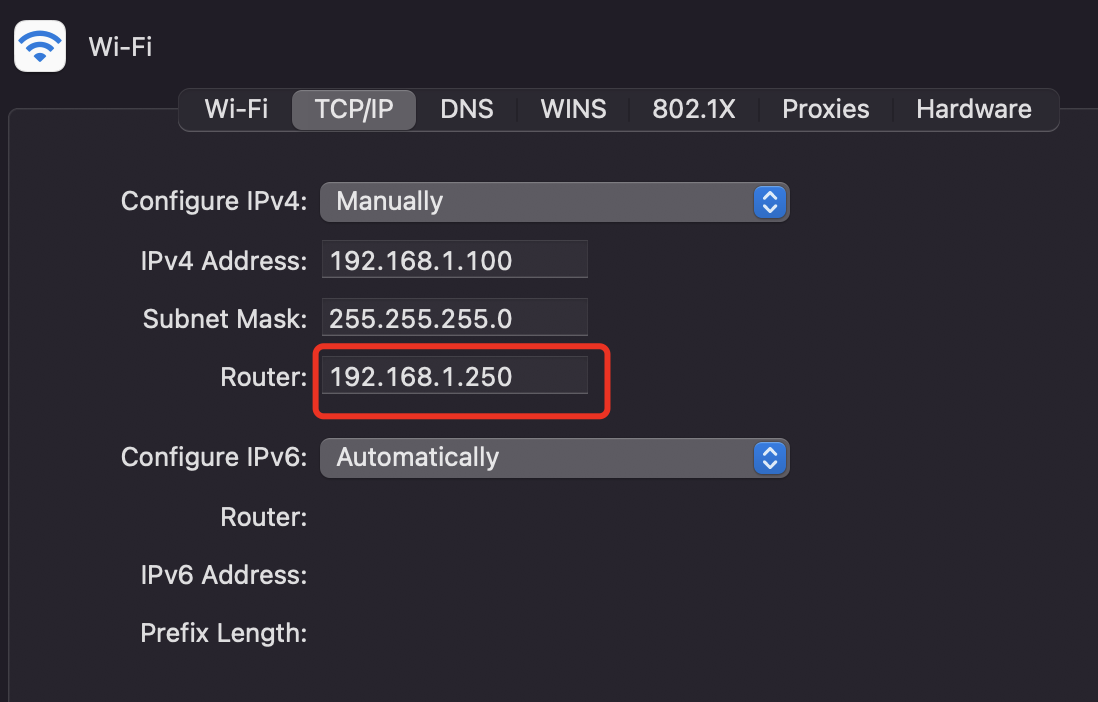 Wi-Fi
Wi-Fi TCP/IP DNS WINS 802.1X Proxies Hardware
Configure IPv4: Manually
IPv4 Address: 192.168.1.100
Subnet Mask: 255.255.255.0
Router: 192.168.1.250
Configure IPv6: Automatically
Router:
IPv6 Address:
Prefix Length: